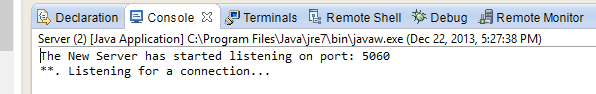 Declaration Console Terminals Remote Shell Debug Remote Monitor
Server (2) [Java Application] C:\Program Files\Java\jre7\bin\javaw.exe (Dec 22, 2013, 5:27:38 PM)
The New Server has started listening on port: 5060
**. Listening for a connection...